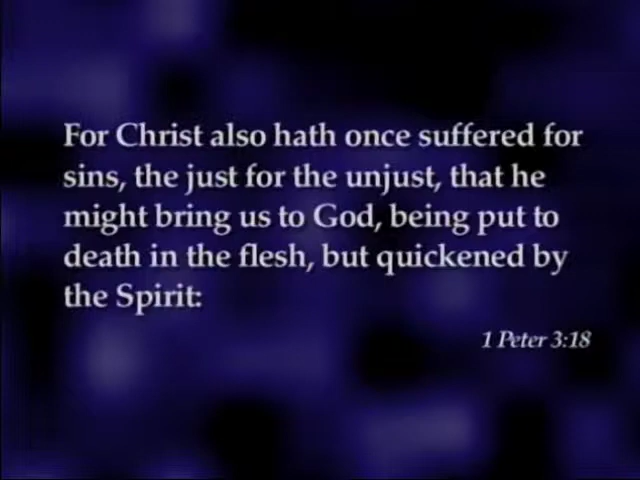 For Christ also hath once suffered for
sins, the just for the unjust, that he
might bring us to God, being put to
death in the flesh, but quickened by
the Spirit:
1 Peter 3:18